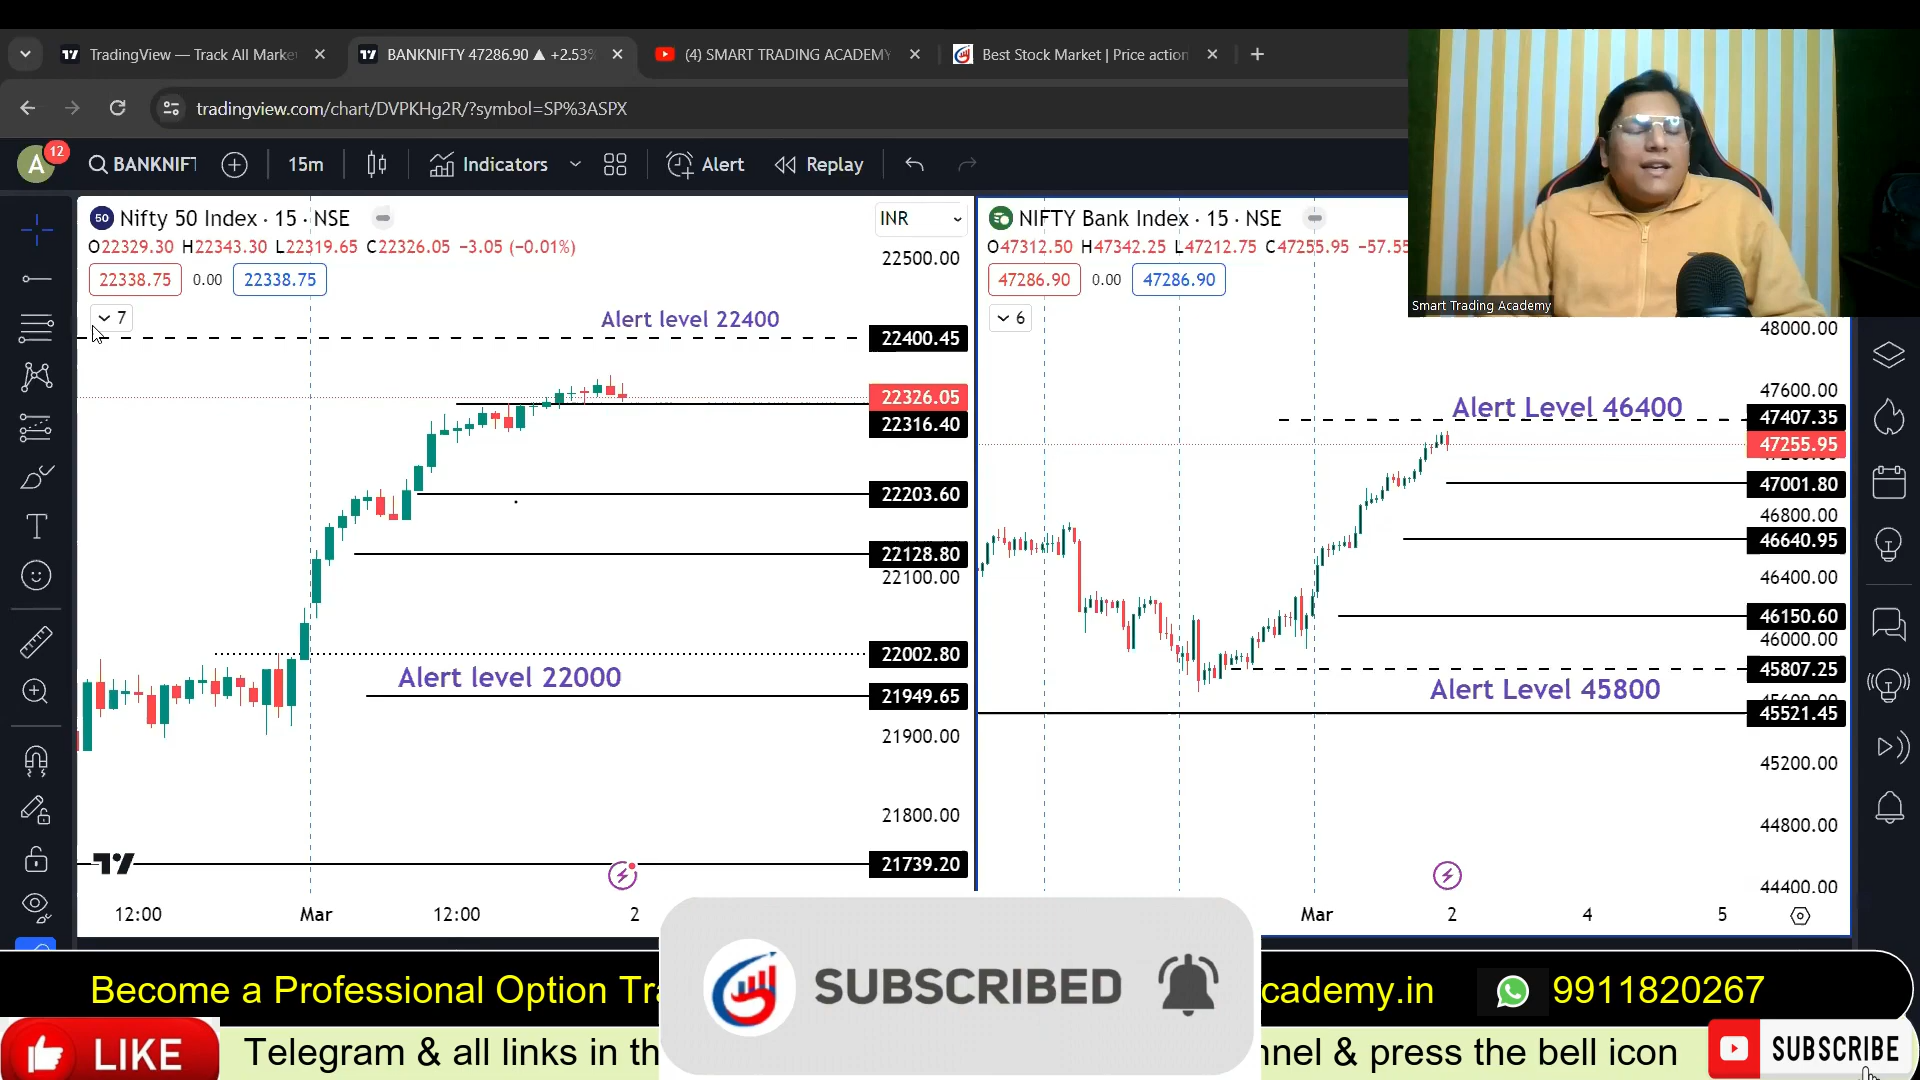 TradingView — Track All Marke
BANKNIFTY 47286.90 ▲ +2.53%
(4) SMART TRADING ACADEMY
Best Stock Market | Price action
tradingview.com/chart/DVPKHg2R/?symbol=SP%3ASPX
A
12
BANKNIFT
15m
Indicators
Alert
Replay
50 Nifty 50 Index · 15 · NSE
INR
O22329.30 H22343.30 L22319.65 C22326.05 −3.05 (−0.01%)
22338.75 0.00 22338.75
7
22500.00
Alert level 22400
22400.45
22326.05
22316.40
22203.60
22128.80
22100.00
22002.80
Alert level 22000
21949.65
21900.00
21800.00
21739.20
12:00 Mar 12:00 2
NIFTY Bank Index · 15 · NSE
O47312.50 H47342.25 L47212.75 C47255.95 −57.55
47286.90 0.00 47286.90
6
Smart Trading Academy
48000.00
47600.00
Alert Level 46400
47407.35
47255.95
47001.80
46800.00
46640.95
46400.00
46150.60
46000.00
45807.25
Alert Level 45800
45600.00
45521.45
45200.00
44800.00
44400.00
Mar 2 4 5
Become a Professional Option Tra
SUBSCRIBED
cademy.in
9911820267
LIKE
Telegram & all links in th
nnel & press the bell icon
SUBSCRIBE